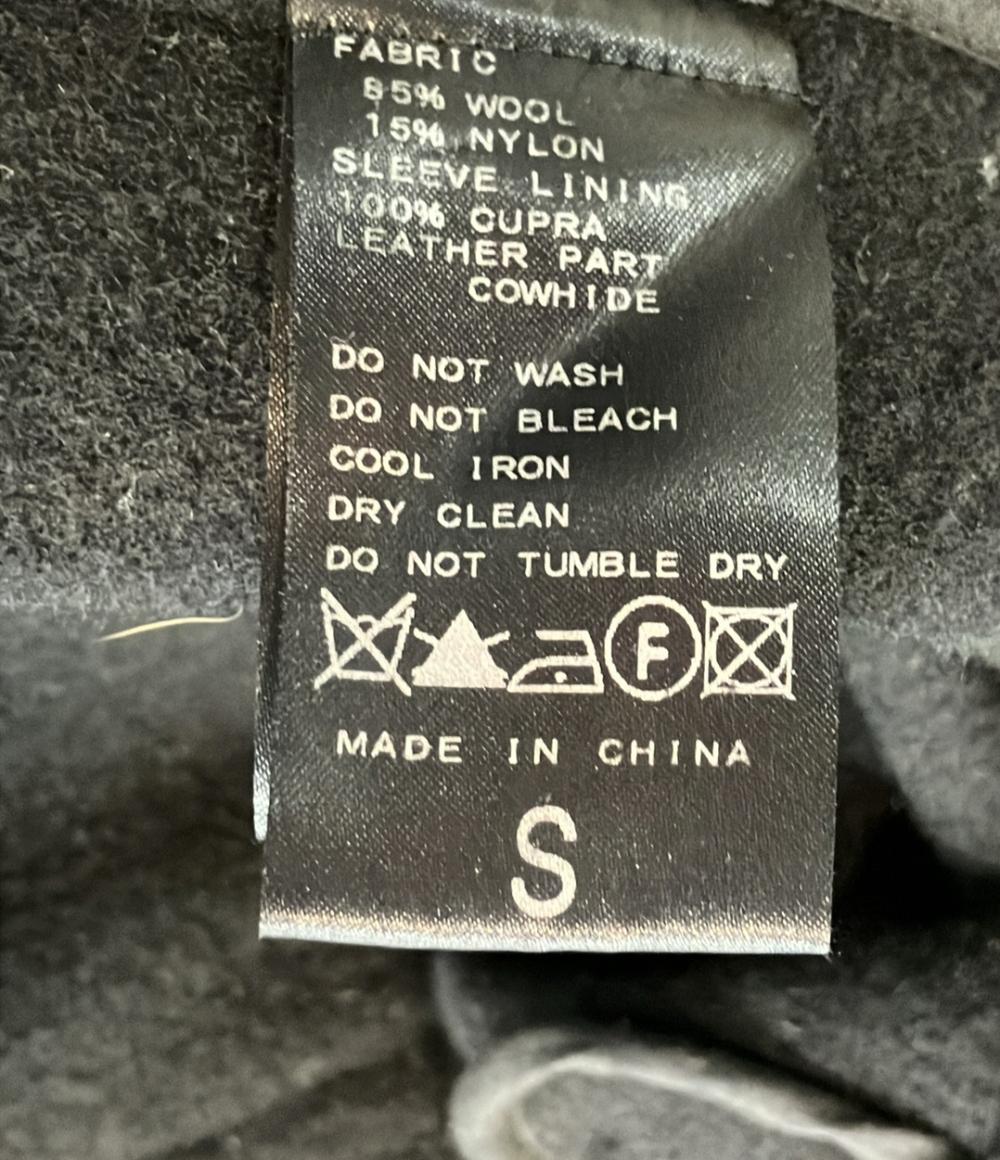 FABRIC
85% WOOL
15% NYLON
SLEEVE LINING
100% CUPRA
LEATHER PART
COWHIDE
DO NOT WASH
DO NOT BLEACH
COOL IRON
DRY CLEAN
DO NOT TUMBLE DRY
F
MADE IN CHINA
S